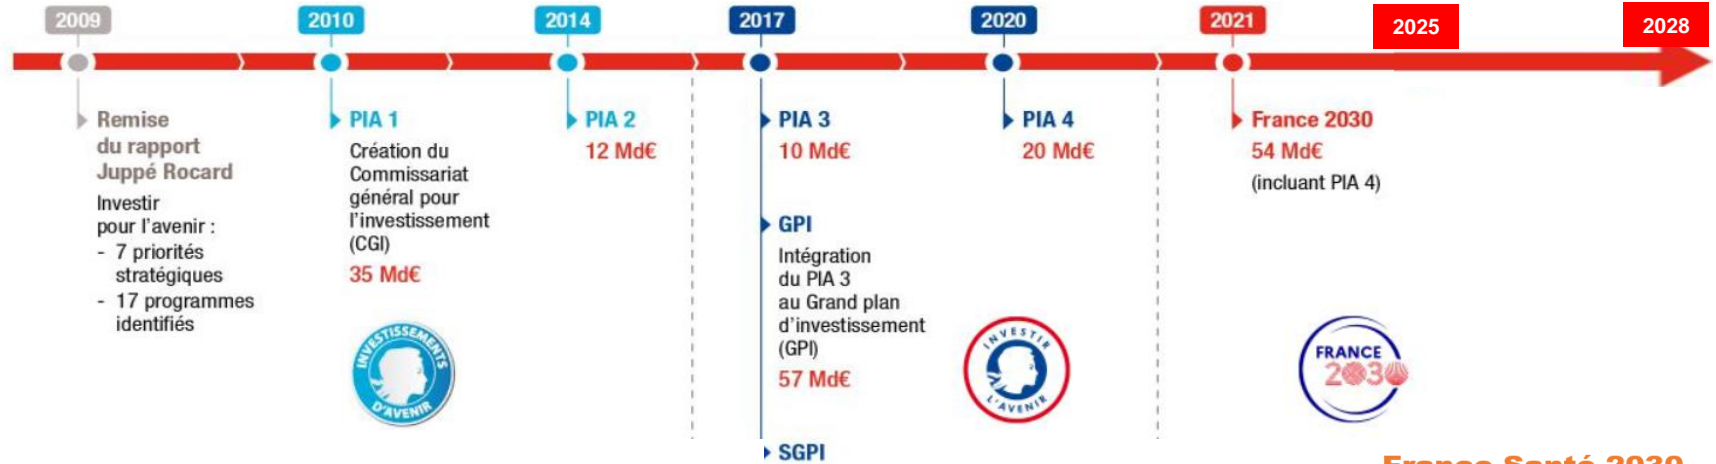 2009
2010
2014
2017
2020
2021
2025
2028
Remise
du rapport
Juppé Rocard
Investir
pour l'avenir :
- 7 priorités
stratégiques
- 17 programmes
identifiés
PIA 1
Création du
Commissariat
général pour
l'investissement
(CGI)
35 Md€
INVESTISSEMENTS
D'AVENIR
PIA 2
12 Md€
PIA 3
10 Md€
GPI
Intégration
du PIA 3
au Grand plan
d'investissement
(GPI)
57 Md€
SGPI
PIA 4
20 Md€
INVESTIR
L'AVENIR
France 2030
54 Md€
(incluant PIA 4)
FRANCE
2030
France Santé 2030